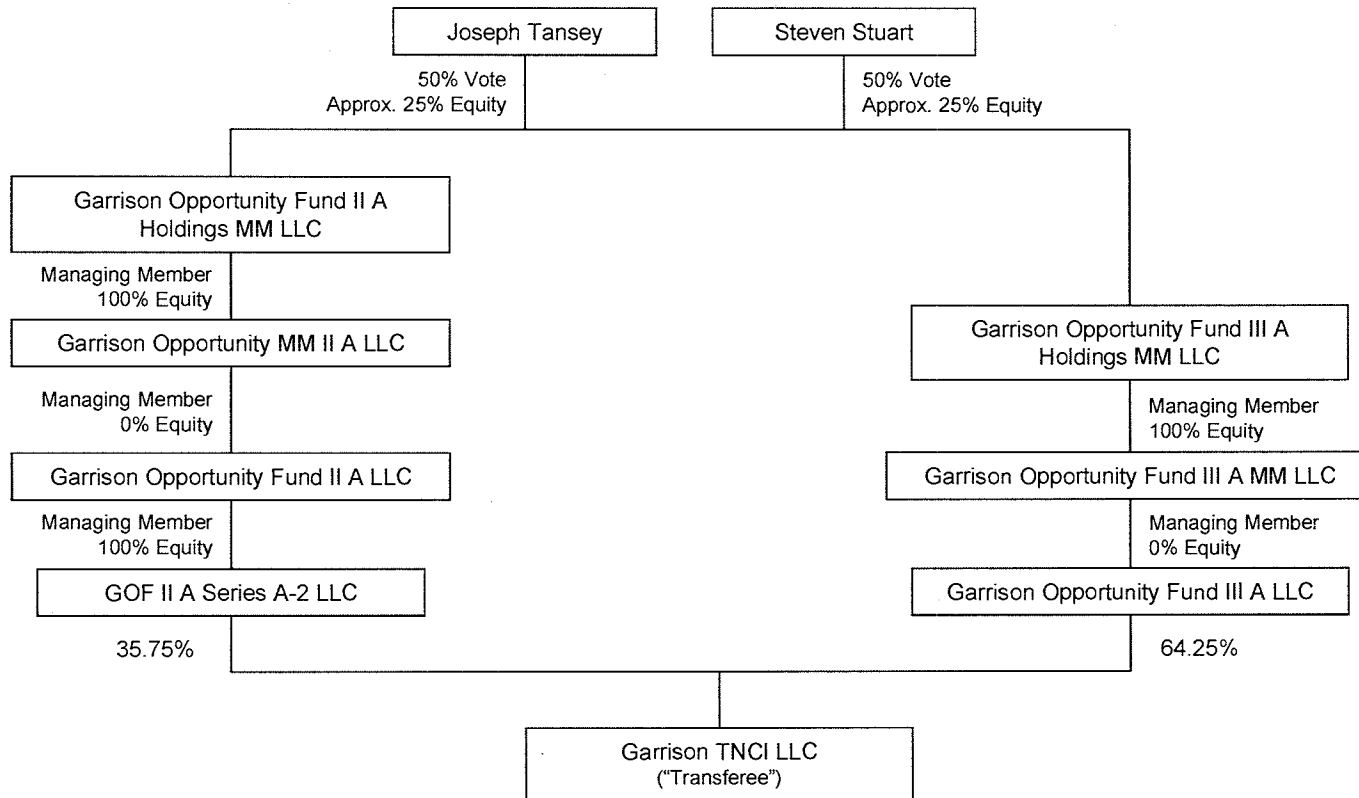 Joseph Tansey
Steven Stuart
50% Vote
Approx. 25% Equity
50% Vote
Approx. 25% Equity
Garrison Opportunity Fund II A
Holdings MM LLC
Managing Member
100% Equity
Garrison Opportunity MM II A LLC
Garrison Opportunity Fund III A
Holdings MM LLC
Managing Member
0% Equity
Managing Member
100% Equity
Garrison Opportunity Fund II A LLC
Garrison Opportunity Fund III A MM LLC
Managing Member
100% Equity
Managing Member
0% Equity
GOF II A Series A-2 LLC
Garrison Opportunity Fund III A LLC
35.75%
64.25%
Garrison TNCI LLC
(“Transferee”)